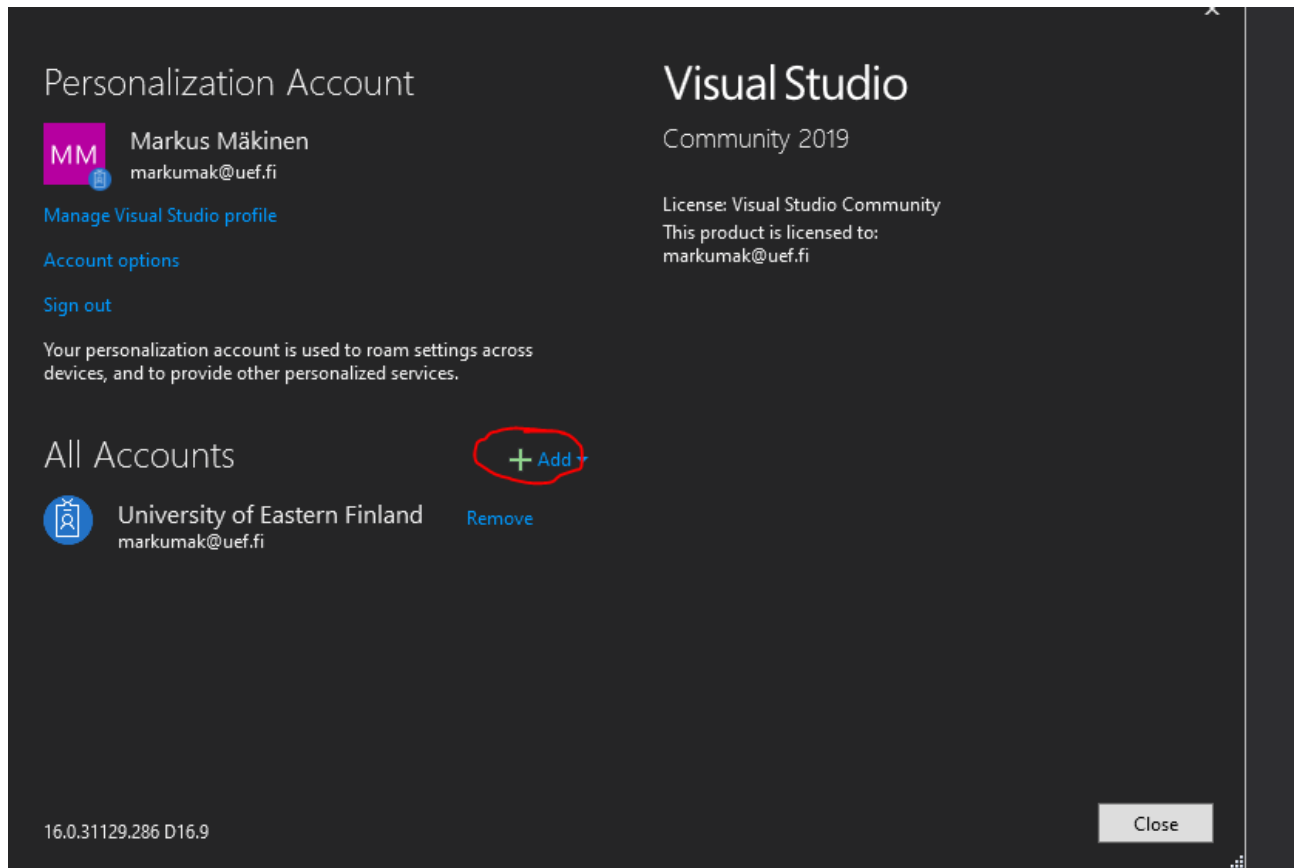 Personalization Account
MM
Markus Mäkinen
markumak@uef.fi
Manage Visual Studio profile
Account options
Sign out
Your personalization account is used to roam settings across
devices, and to provide other personalized services.
All Accounts
Add
University of Eastern Finland
Remove
markumak@uef.fi
16.0.31129.286 D16.9
Visual Studio
Community 2019
License: Visual Studio Community
This product is licensed to:
markumak@uef.fi
Close